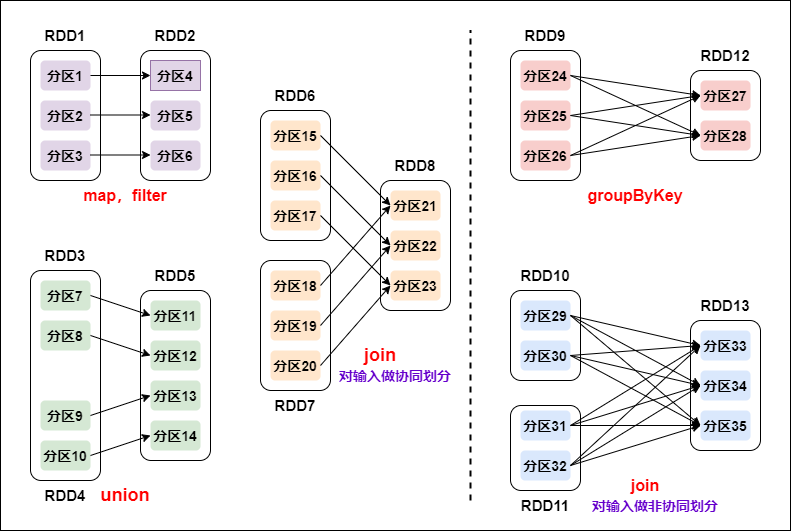 RDD1
分区1
分区2
分区3
RDD2
分区4
分区5
分区6
map，filter
RDD3
分区7
分区8
分区9
分区10
RDD4
RDD5
分区11
分区12
分区13
分区14
union
RDD6
分区15
分区16
分区17
分区18
分区19
分区20
RDD7
RDD8
分区21
分区22
分区23
join
对输入做协同划分
RDD9
分区24
分区25
分区26
RDD12
分区27
分区28
groupByKey
RDD10
分区29
分区30
分区31
分区32
RDD11
RDD13
分区33
分区34
分区35
join
对输入做非协同划分